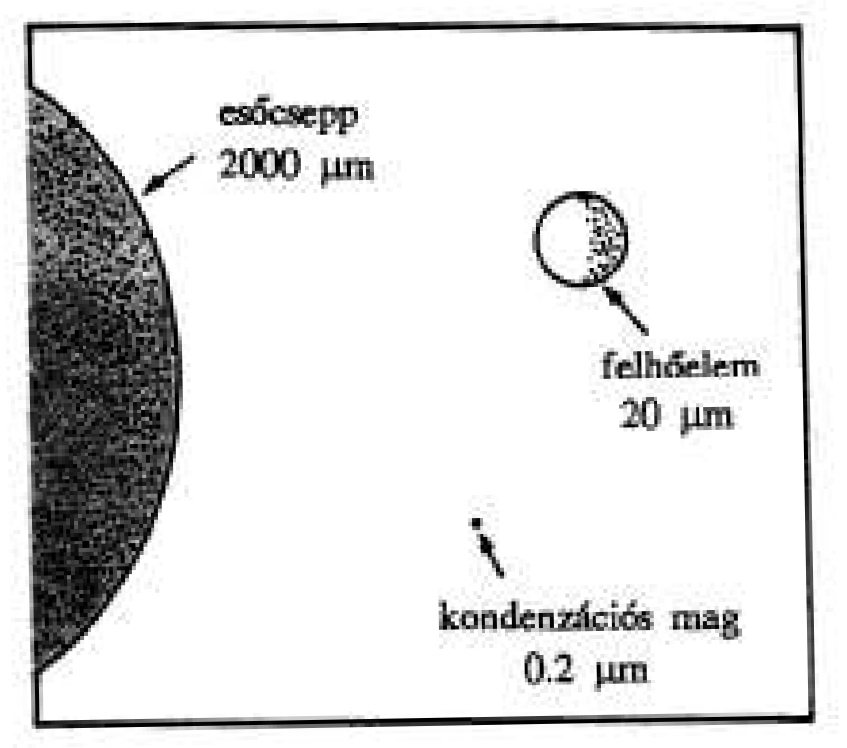 esőcsepp
2000 μm
felhőelem
20 μm
kondenzációs mag
0.2 μm